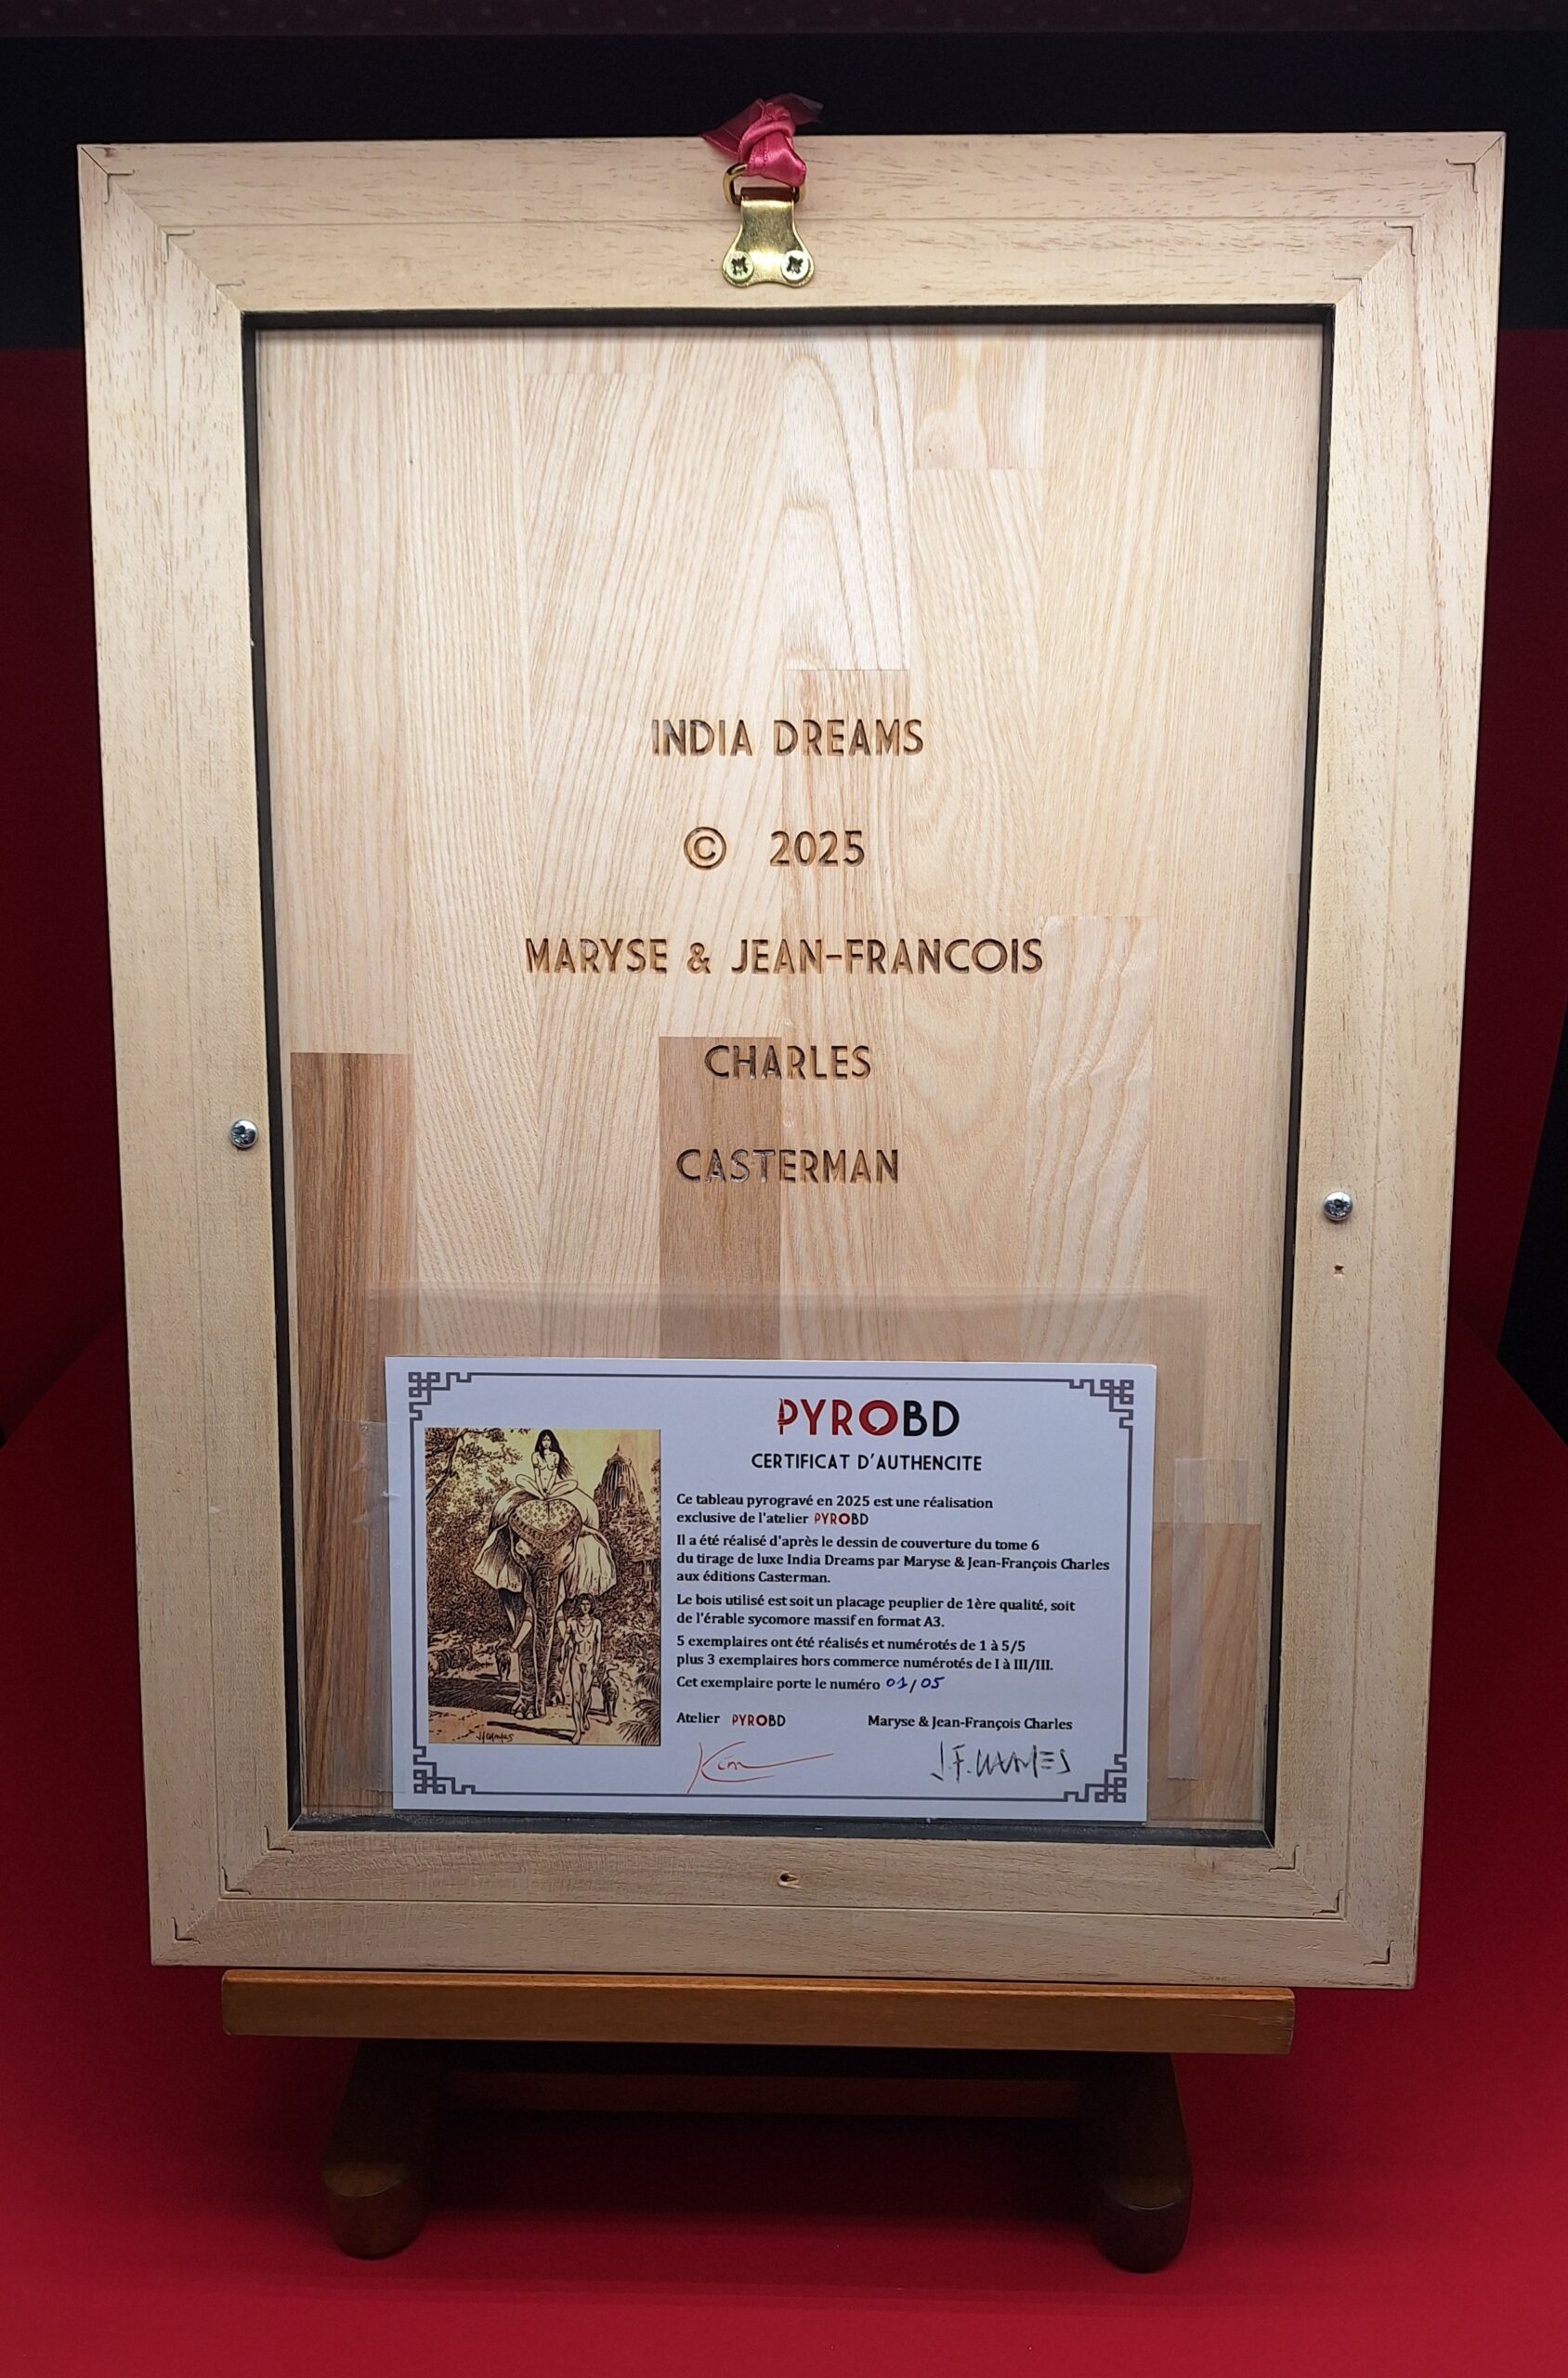 INDIA DREAMS
© 2025
MARYSE & JEAN-FRANCOIS
CHARLES
CASTERMAN
PYROBD
CERTIFICAT D'AUTHENCITE
Ce tableau pyrogravé en 2025 est une réalisation
exclusive de l'atelier PYROBD
Il a été réalisé d'après le dessin de couverture du tome 6
du tirage de luxe India Dreams par Maryse & Jean-François Charles
aux éditions Casterman.
Le bois utilisé est soit un placage peuplier de 1ère qualité, soit
de l'érable sycomore massif en format A3.
5 exemplaires ont été réalisés et numérotés de 1 à 5/5
plus 3 exemplaires hors commerce numérotés de I à III/III.
Cet exemplaire porte le numéro 01/05
Atelier PYROBD
Maryse & Jean-François Charles
Kim
J.F. CHARLES